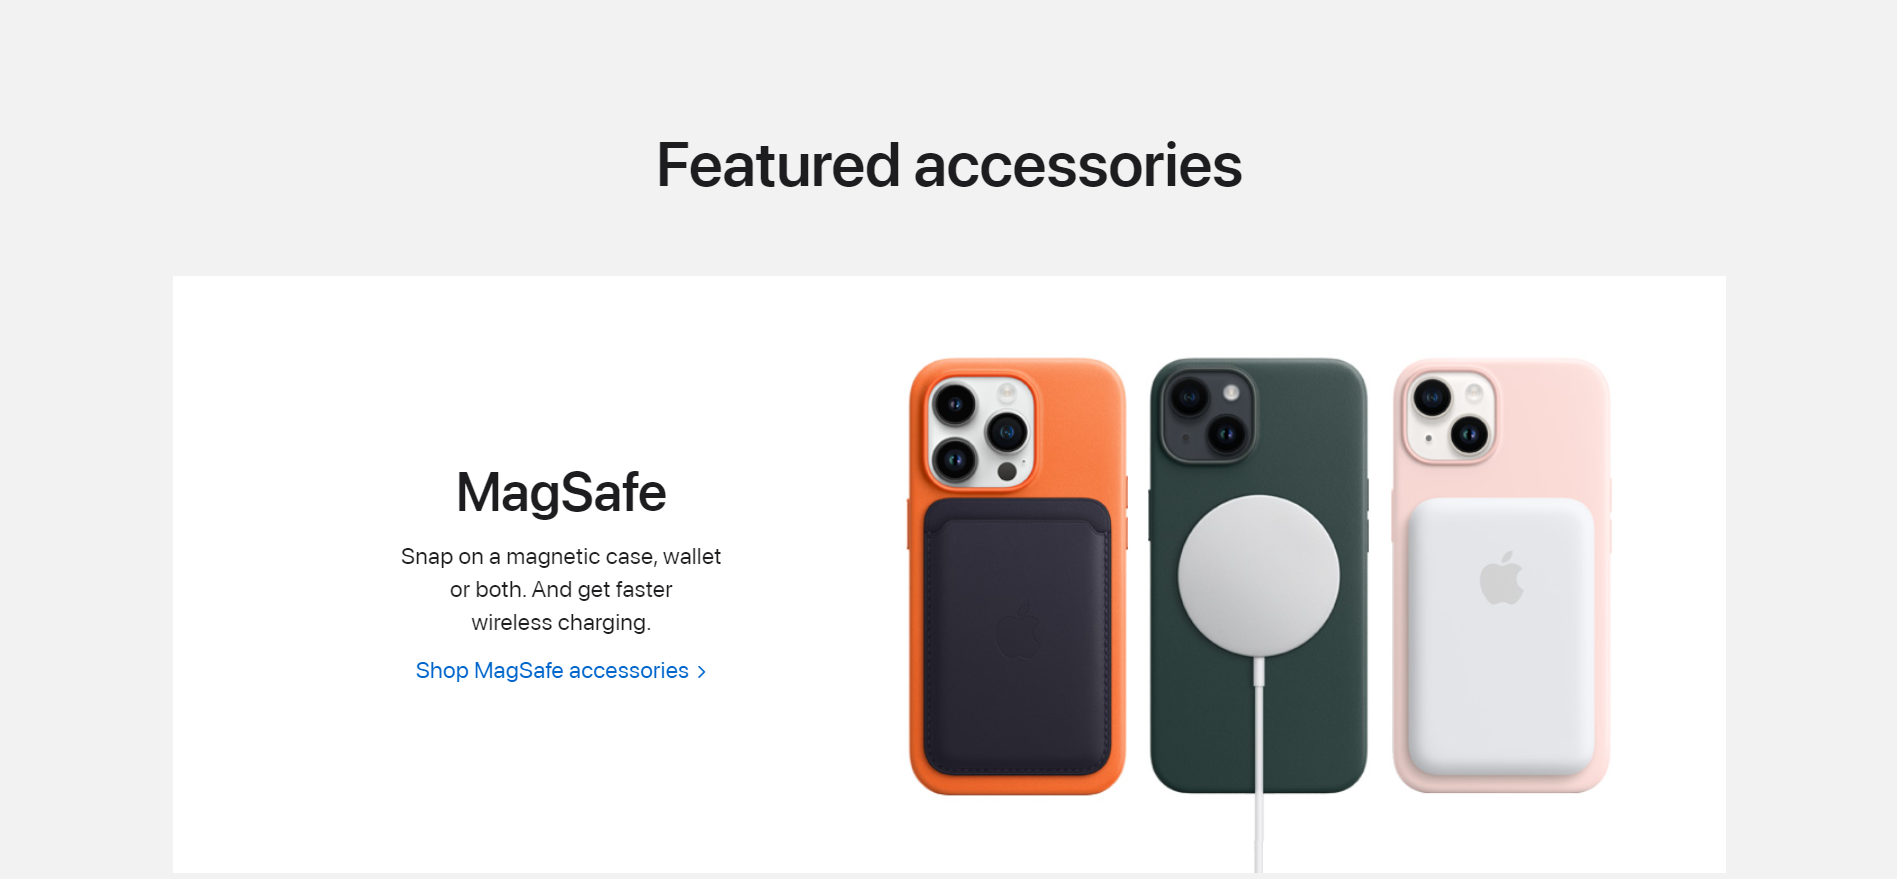 Featured accessories
MagSafe
Snap on a magnetic case, wallet
or both. And get faster
wireless charging.
Shop MagSafe accessories >